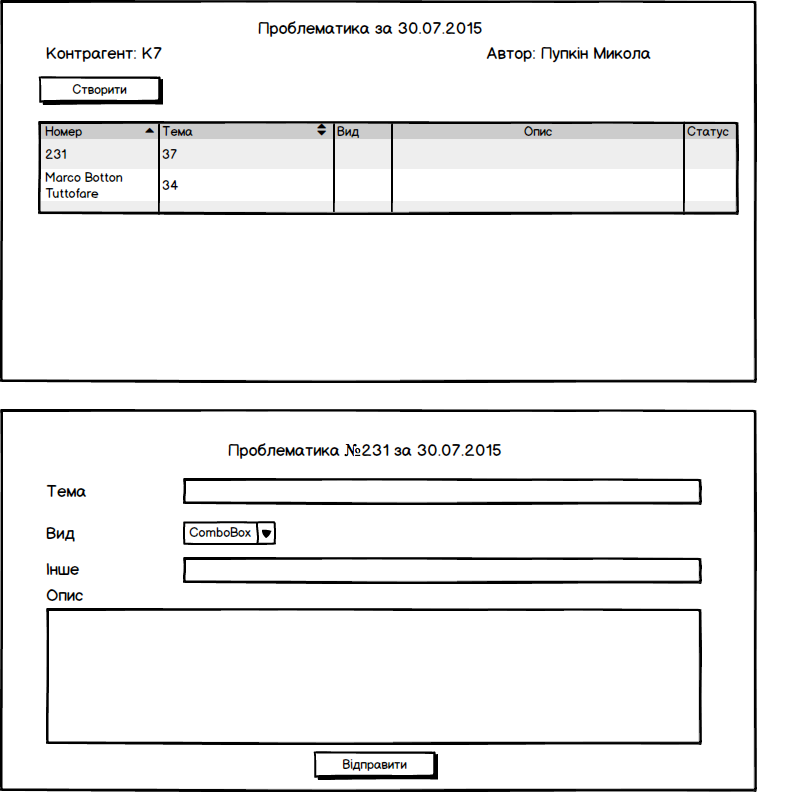 Проблематика за 30.07.2015
Контрагент: К7
Автор: Пупкін Микола
Створити
Номер Тема Вид Опис Статус
231 37
Marco Botton
Tuttofare
34
Проблематика №231 за 30.07.2015
Тема
Вид ComboBox
Інше
Опис
Відправити